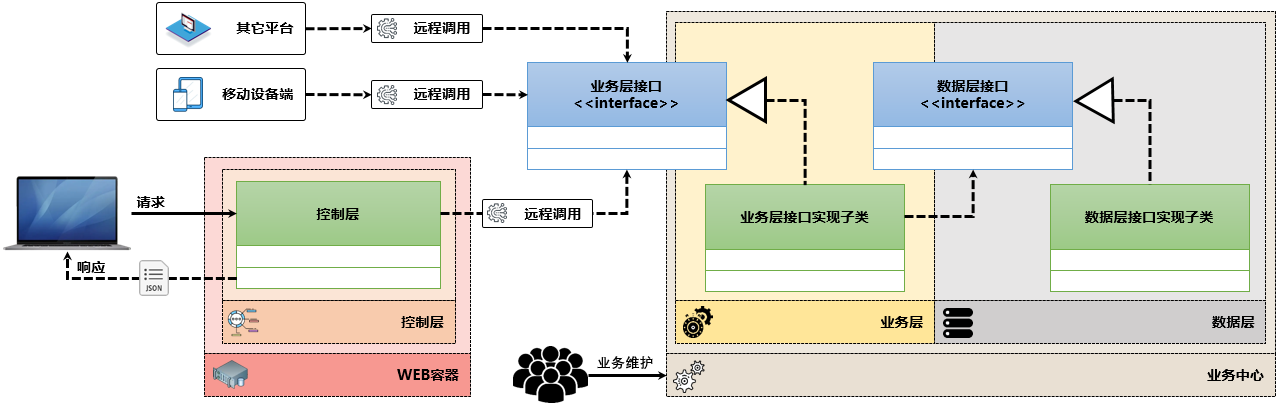 其它平台
远程调用
移动设备端
远程调用
业务层接口
<<interface>>
数据层接口
<<interface>>
请求
控制层
远程调用
业务层接口实现子类
数据层接口实现子类
响应
JSON
控制层
业务层
数据层
WEB容器
业务维护
业务中心